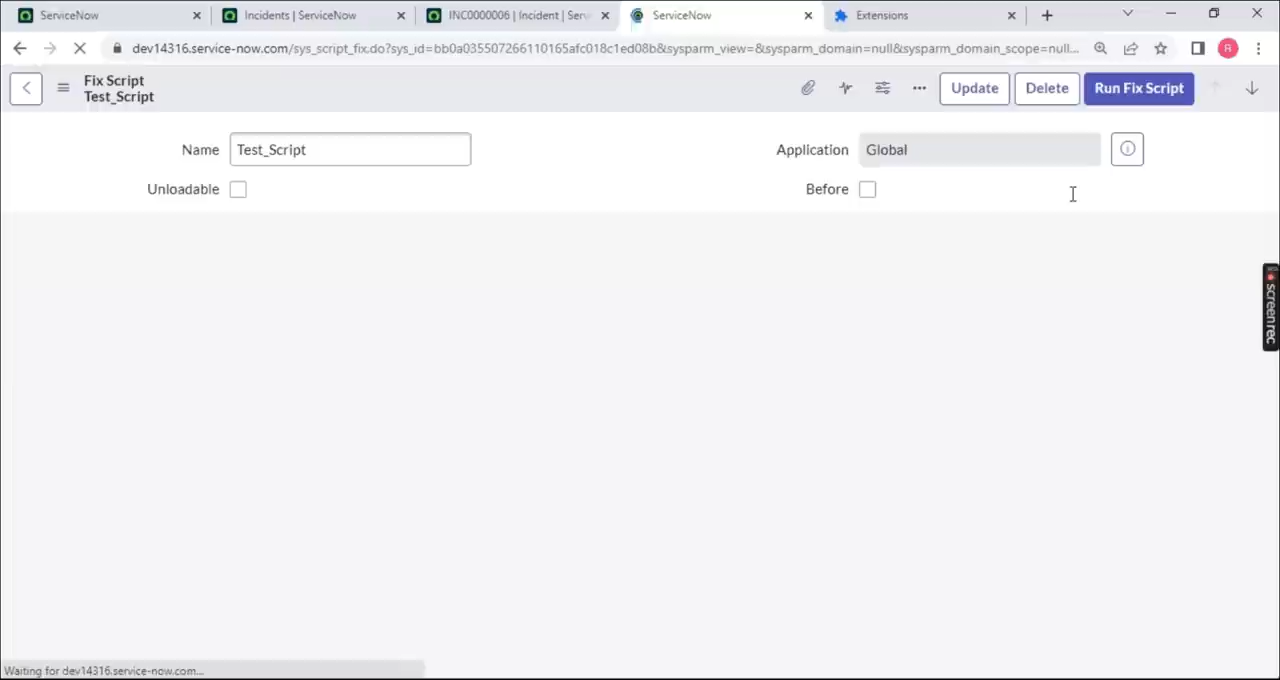 ServiceNow
Incidents | ServiceNow
INC0000006 | Incident | Serv
ServiceNow
Extensions
dev14316.service-now.com/sys_script_fix.do?sys_id=bb0a035507266110165afc018c1ed08b&sysparm_view=&sysparm_domain=null&sysparm_domain_scope=null...
R
Fix Script
Test_Script
Update
Delete
Run Fix Script
Name
Test_Script
Application
Global
Unloadable
Before
screenrec
Waiting for dev14316.service-now.com...